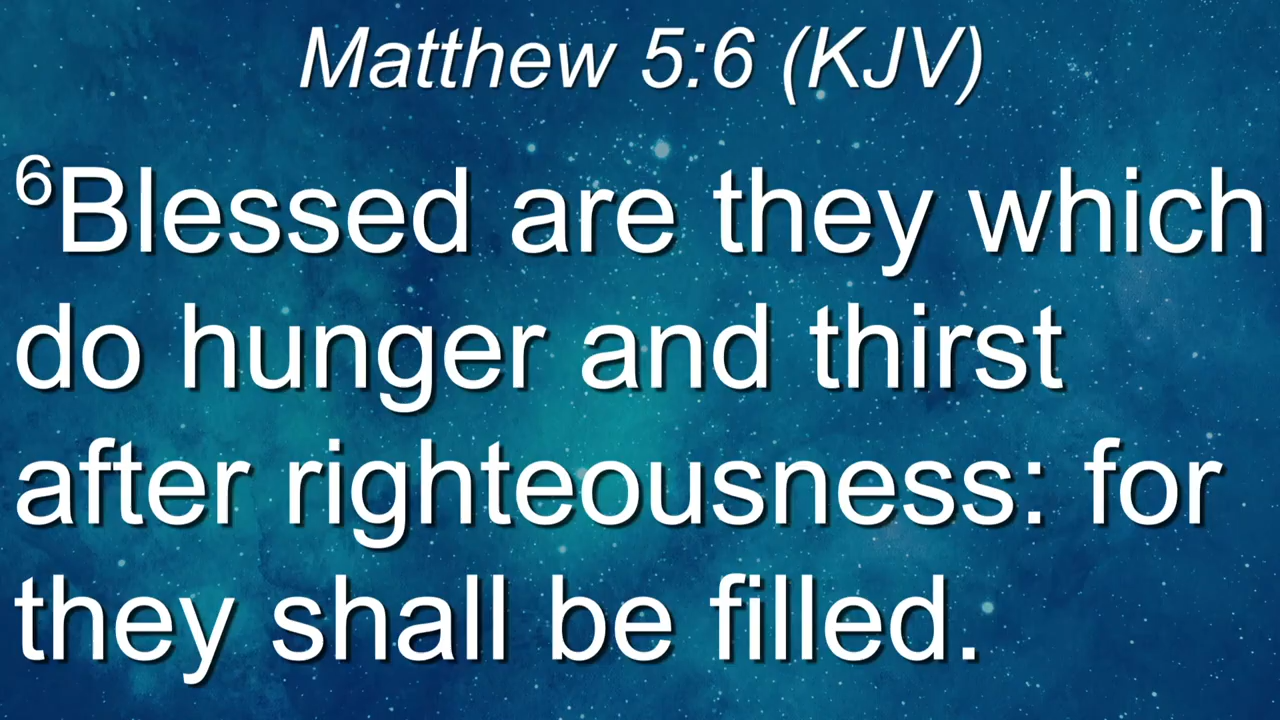 Matthew 5:6 (KJV)
⁶Blessed are they which
do hunger and thirst
after righteousness: for
they shall be filled.